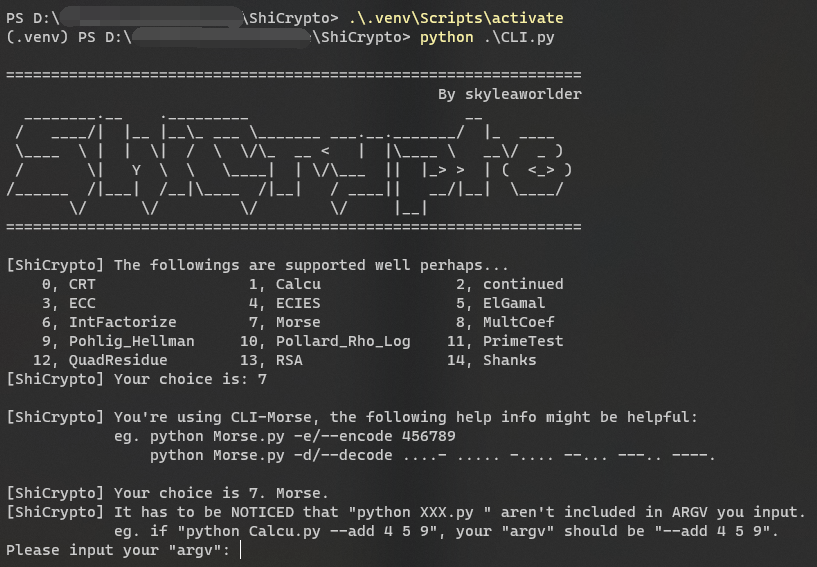 PS D:\ \ShiCrypto> .\.venv\Scripts\activate
(.venv) PS D:\ \ShiCrypto> python .\CLI.py
================================================================
By skyleaworlder
================================================================
[ShiCrypto] The followings are supported well perhaps...
0, CRT 1, Calcu 2, continued
3, ECC 4, ECIES 5, ElGamal
6, IntFactorize 7, Morse 8, MultCoef
9, Pohlig_Hellman 10, Pollard_Rho_Log 11, PrimeTest
12, QuadResidue 13, RSA 14, Shanks
[ShiCrypto] Your choice is: 7
[ShiCrypto] You're using CLI-Morse, the following help info might be helpful:
eg. python Morse.py -e/--encode 456789
python Morse.py -d/--decode ....- ..... -.... --... ---.. ----.
[ShiCrypto] Your choice is 7. Morse.
[ShiCrypto] It has to be NOTICED that "python XXX.py " aren't included in ARGV you input.
eg. if "python Calcu.py --add 4 5 9", your "argv" should be "--add 4 5 9".
Please input your "argv":